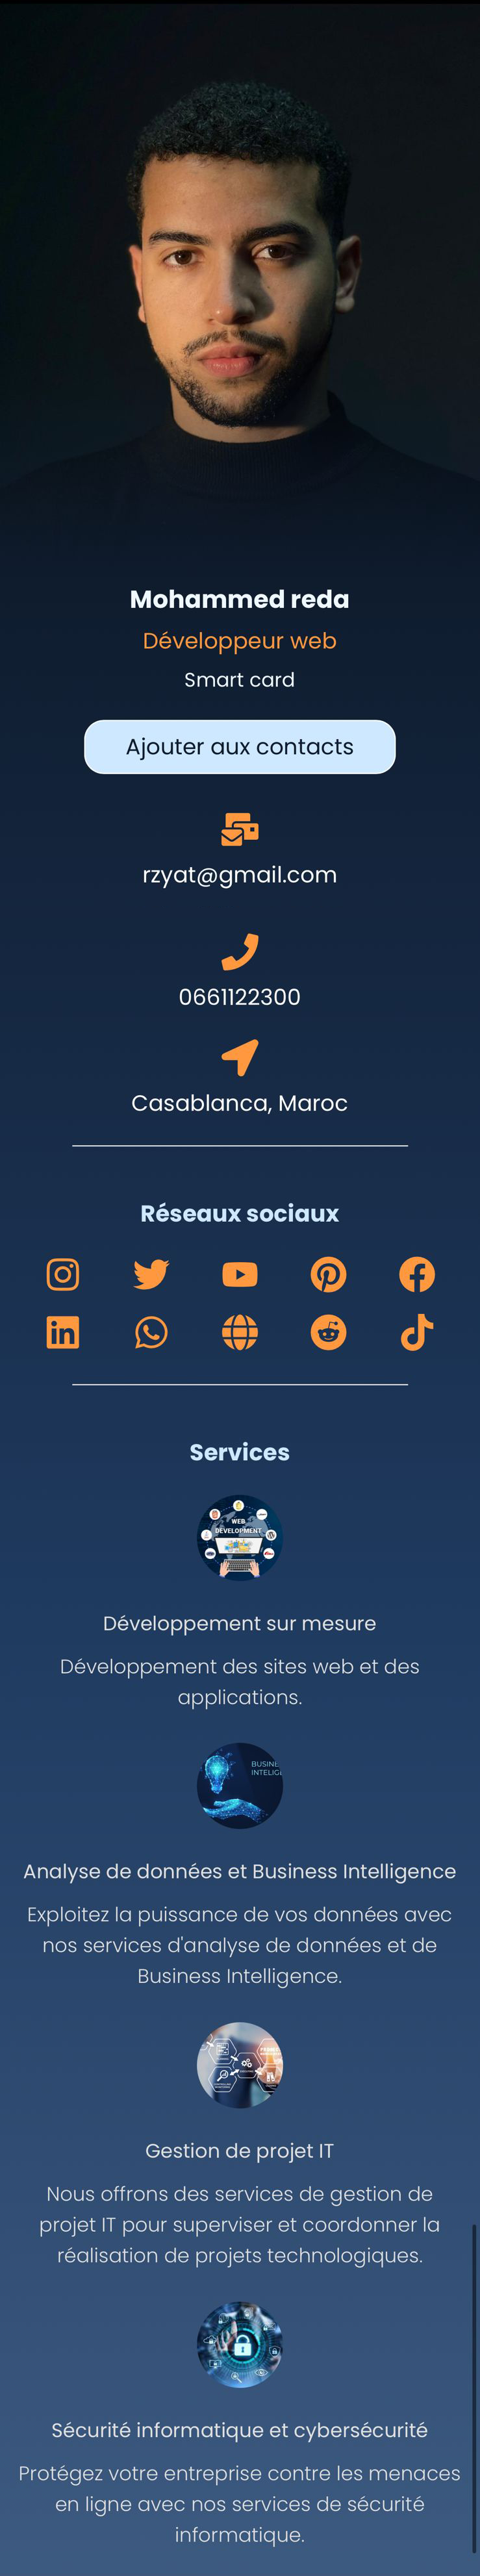 Mohammed reda
Développeur web
Smart card
Ajouter aux contacts
rzyat@gmail.com
0661122300
Casablanca, Maroc
Réseaux sociaux
Services
WEB
DEVELOPMENT
Développement sur mesure
Développement des sites web et des
applications.
BUSINE
INTELIG
Analyse de données et Business Intelligence
Exploitez la puissance de vos données avec
nos services d'analyse de données et de
Business Intelligence.
Gestion de projet IT
Nous offrons des services de gestion de
projet IT pour superviser et coordonner la
réalisation de projets technologiques.
Sécurité informatique et cybersécurité
Protégez votre entreprise contre les menaces
en ligne avec nos services de sécurité
informatique.